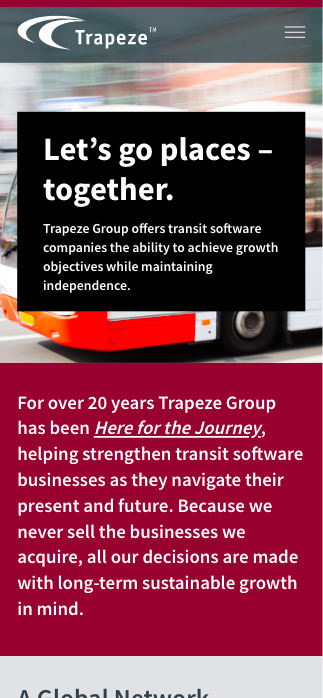 Trapeze™
Let’s go places –
together.
Trapeze Group offers transit software
companies the ability to achieve growth
objectives while maintaining
independence.
For over 20 years Trapeze Group
has been Here for the Journey,
helping strengthen transit software
businesses as they navigate their
present and future. Because we
never sell the businesses we
acquire, all our decisions are made
with long-term sustainable growth
in mind.
A Global Network